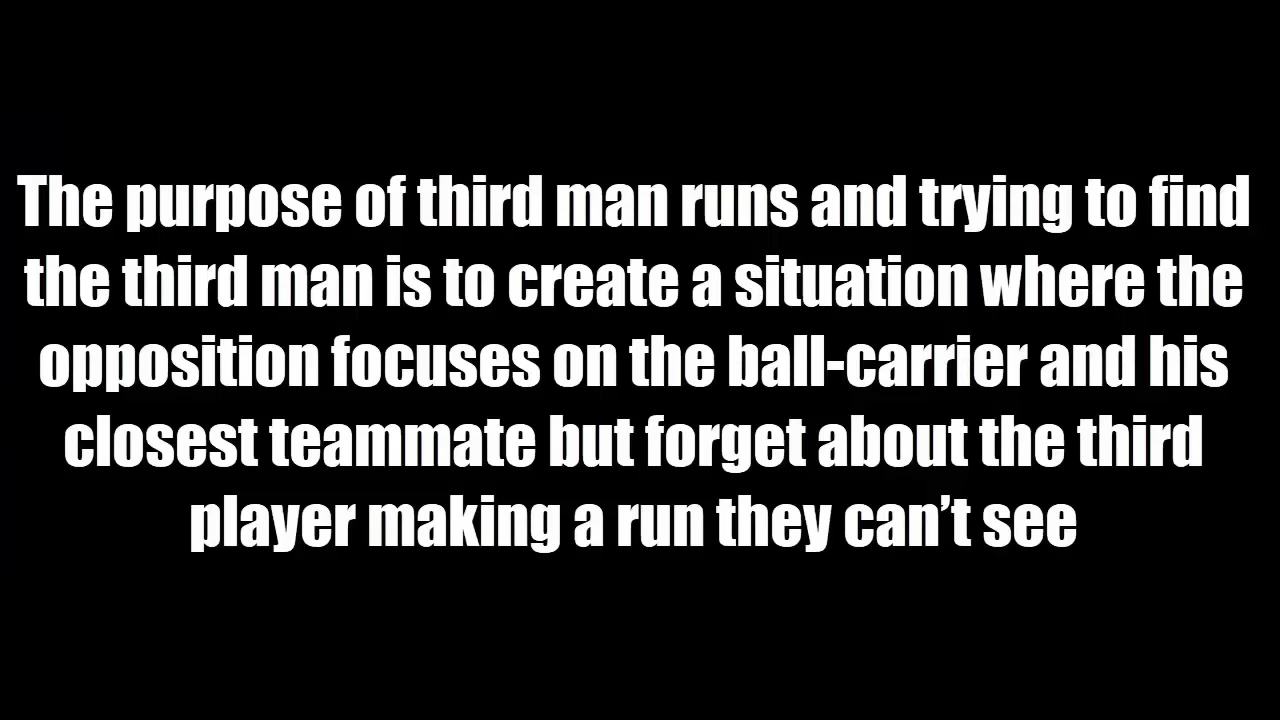 The purpose of third man runs and trying to find
the third man is to create a situation where the
opposition focuses on the ball-carrier and his
closest teammate but forget about the third
player making a run they can’t see